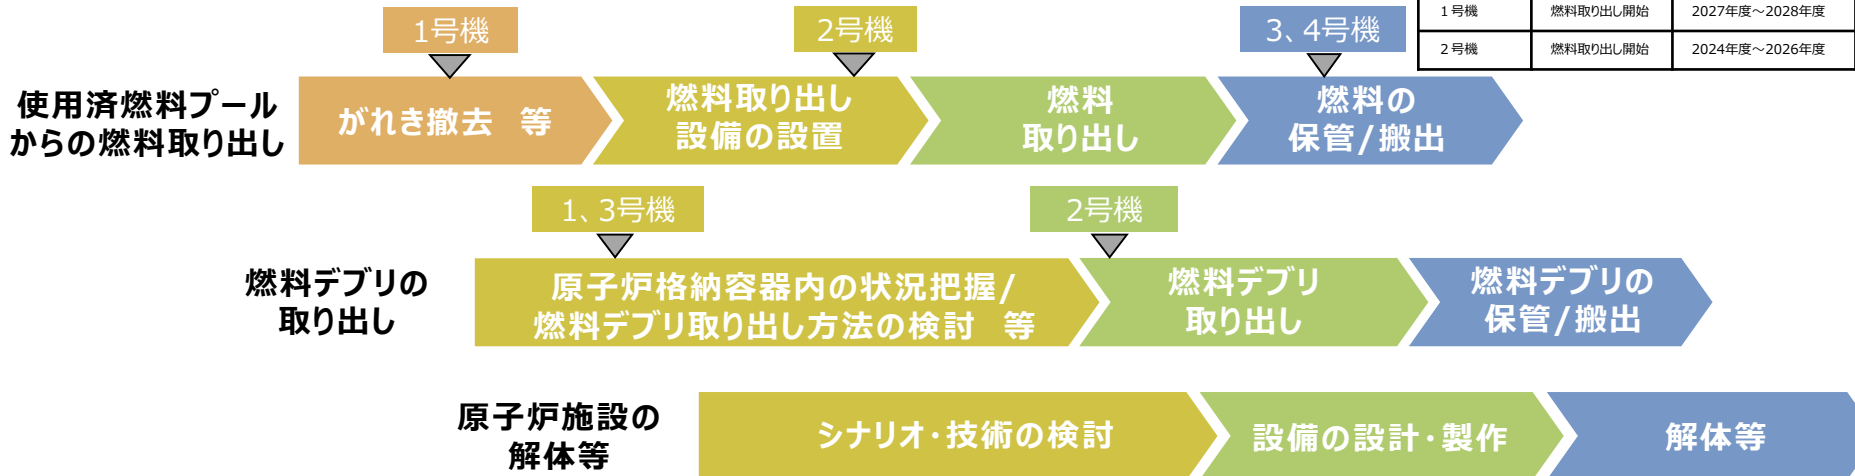 1号機 燃料取り出し開始 2027年度～2028年度
2号機 燃料取り出し開始 2024年度～2026年度
1号機
2号機
3、4号機
使用済燃料プール
からの燃料取り出し
がれき撤去　等
燃料取り出し
設備の設置
燃料
取り出し
燃料の
保管/搬出
1、3号機
2号機
燃料デブリの
取り出し
原子炉格納容器内の状況把握/
燃料デブリ取り出し方法の検討　等
燃料デブリ
取り出し
燃料デブリの
保管/搬出
原子炉施設の
解体等
シナリオ･技術の検討
設備の設計･製作
解体等